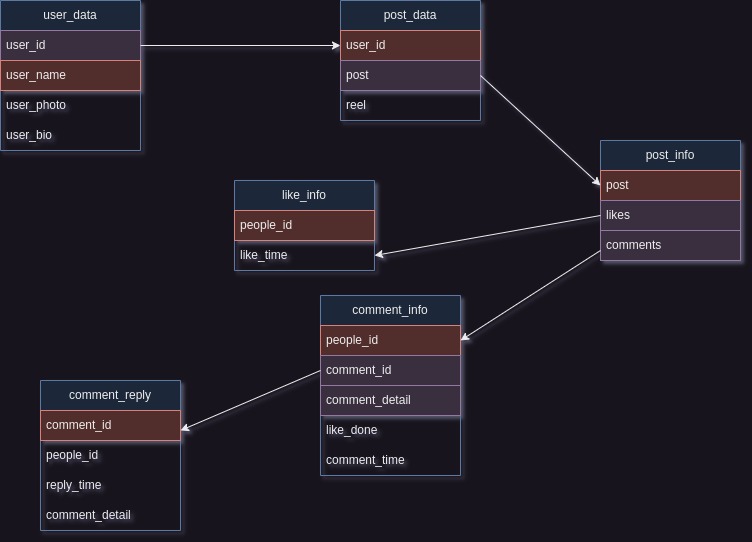 user_data
user_id
user_name
user_photo
user_bio
post_data
user_id
post
reel
post_info
post
likes
comments
like_info
people_id
like_time
comment_info
people_id
comment_id
comment_detail
like_done
comment_time
comment_reply
comment_id
people_id
reply_time
comment_detail